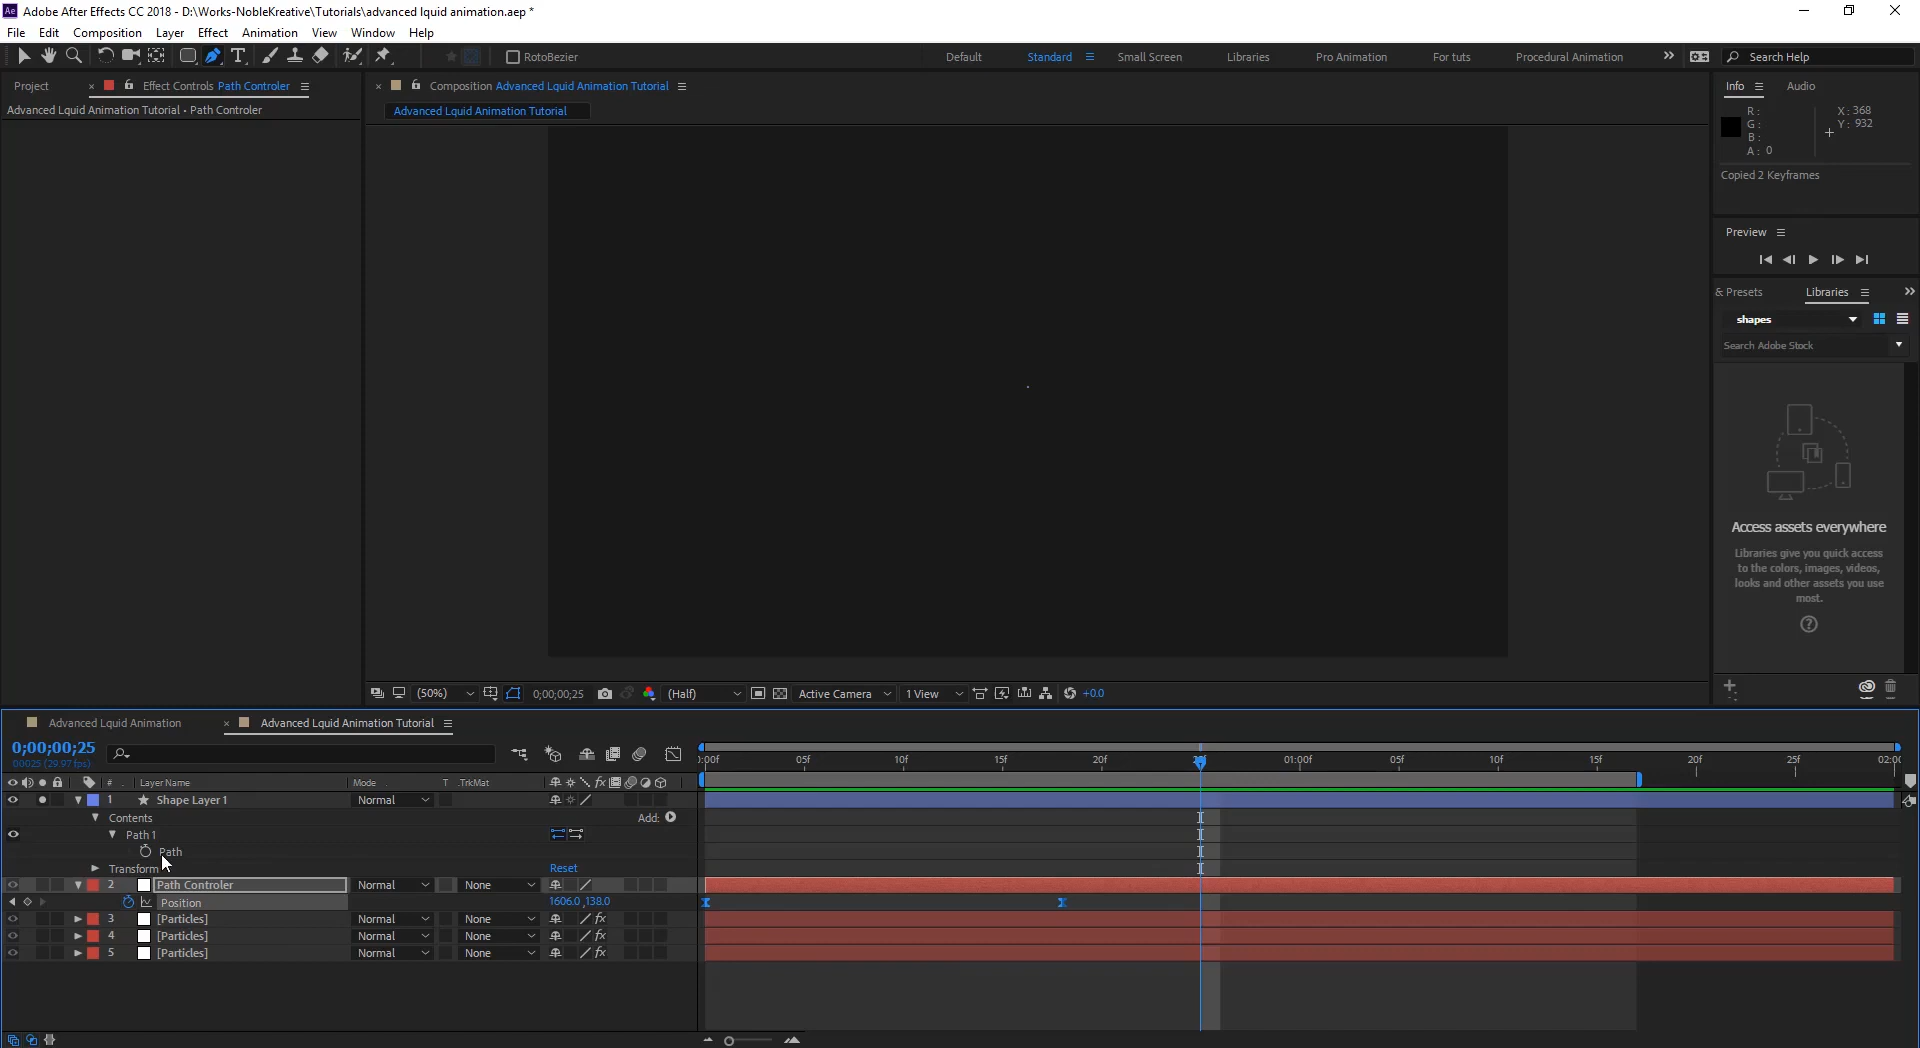 Adobe After Effects CC 2018 - D:\Works-NobleKreative\Tutorials\advanced lquid animation.aep *
File Edit Composition Layer Effect Animation View Window Help
RotoBezier Default Standard Small Screen Libraries Pro Animation For tuts Procedural Animation Search Help
Project Effect Controls Path Controler
Advanced Lquid Animation Tutorial • Path Controler
Composition Advanced Lquid Animation Tutorial
Advanced Lquid Animation Tutorial
Info Audio
R :
G :
B :
A : 0
X : 368
Y : 932
Copied 2 Keyframes
Preview
& Presets Libraries
shapes
Search Adobe Stock
Access assets everywhere
Libraries give you quick access
to the colors, images, videos,
looks and other assets you use
most.
(50%) 0;00;00;25 (Half) Active Camera 1 View +0.0
Advanced Lquid Animation Advanced Lquid Animation Tutorial
0;00;00;25
00025 (29.97 fps)
:00f 05f 10f 15f 20f 01:00f 05f 10f 15f 20f 25f 02:00
# Layer Name Mode T .TrkMat
1 Shape Layer 1 Normal
Contents Add:
Path 1
Path
Transform Reset
2 Path Controler Normal None
Position 1606.0 ,138.0
3 [Particles] Normal None
4 [Particles] Normal None
5 [Particles] Normal None